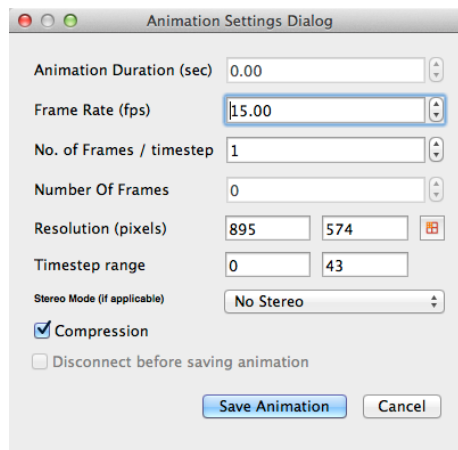 Animation Settings Dialog
Animation Duration (sec) 0.00
Frame Rate (fps) 15.00
No. of Frames / timestep 1
Number Of Frames 0
Resolution (pixels) 895 574
Timestep range 0 43
Stereo Mode (if applicable) No Stereo
Compression
Disconnect before saving animation
Save Animation Cancel